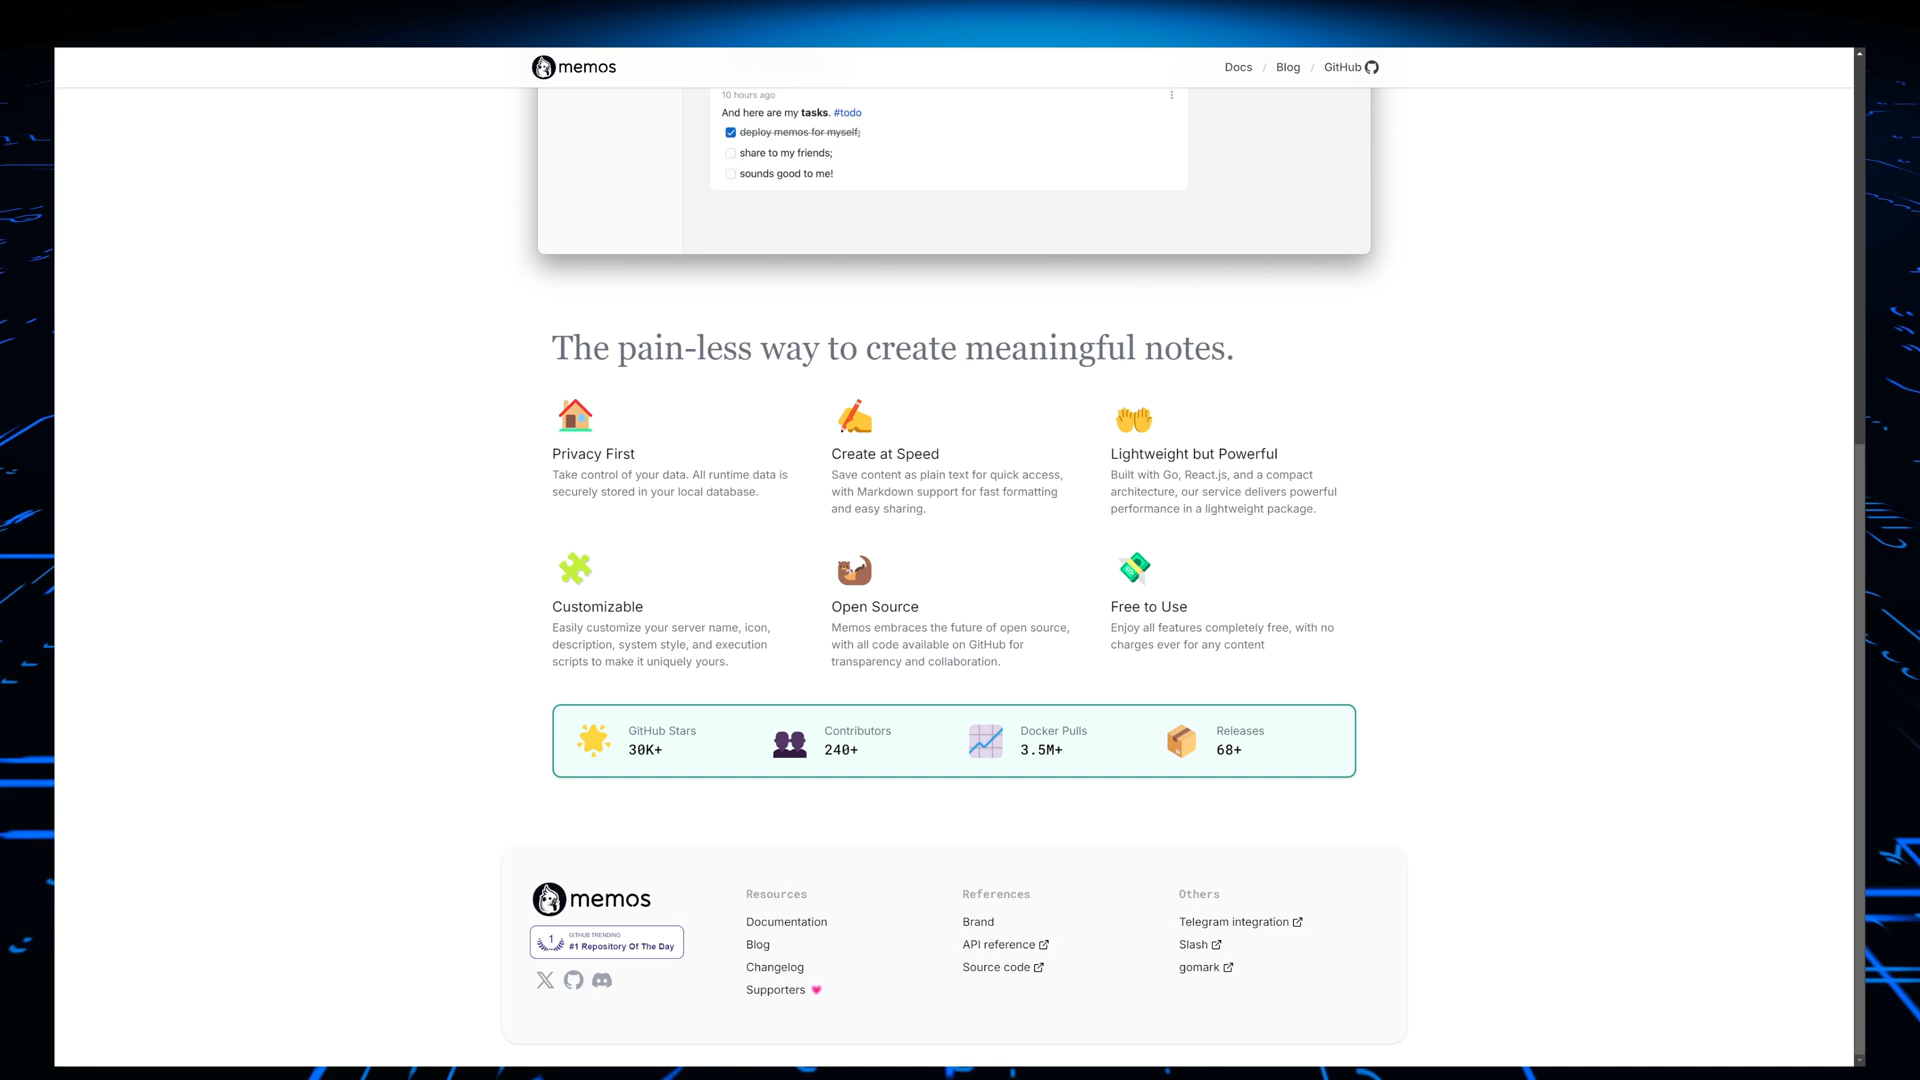 memos
Docs / Blog / GitHub
10 hours ago
And here are my tasks. #todo
deploy memos for myself;
share to my friends;
sounds good to me!
The pain-less way to create meaningful notes.
Privacy First
Take control of your data. All runtime data is
securely stored in your local database.
Create at Speed
Save content as plain text for quick access,
with Markdown support for fast formatting
and easy sharing.
Lightweight but Powerful
Built with Go, React.js, and a compact
architecture, our service delivers powerful
performance in a lightweight package.
Customizable
Easily customize your server name, icon,
description, system style, and execution
scripts to make it uniquely yours.
Open Source
Memos embraces the future of open source,
with all code available on GitHub for
transparency and collaboration.
Free to Use
Enjoy all features completely free, with no
charges ever for any content
GitHub Stars
30K+
Contributors
240+
Docker Pulls
3.5M+
Releases
68+
memos
1
GITHUB TRENDING
#1 Repository Of The Day
Resources
Documentation
Blog
Changelog
Supporters
References
Brand
API reference
Source code
Others
Telegram integration
Slash
gomark